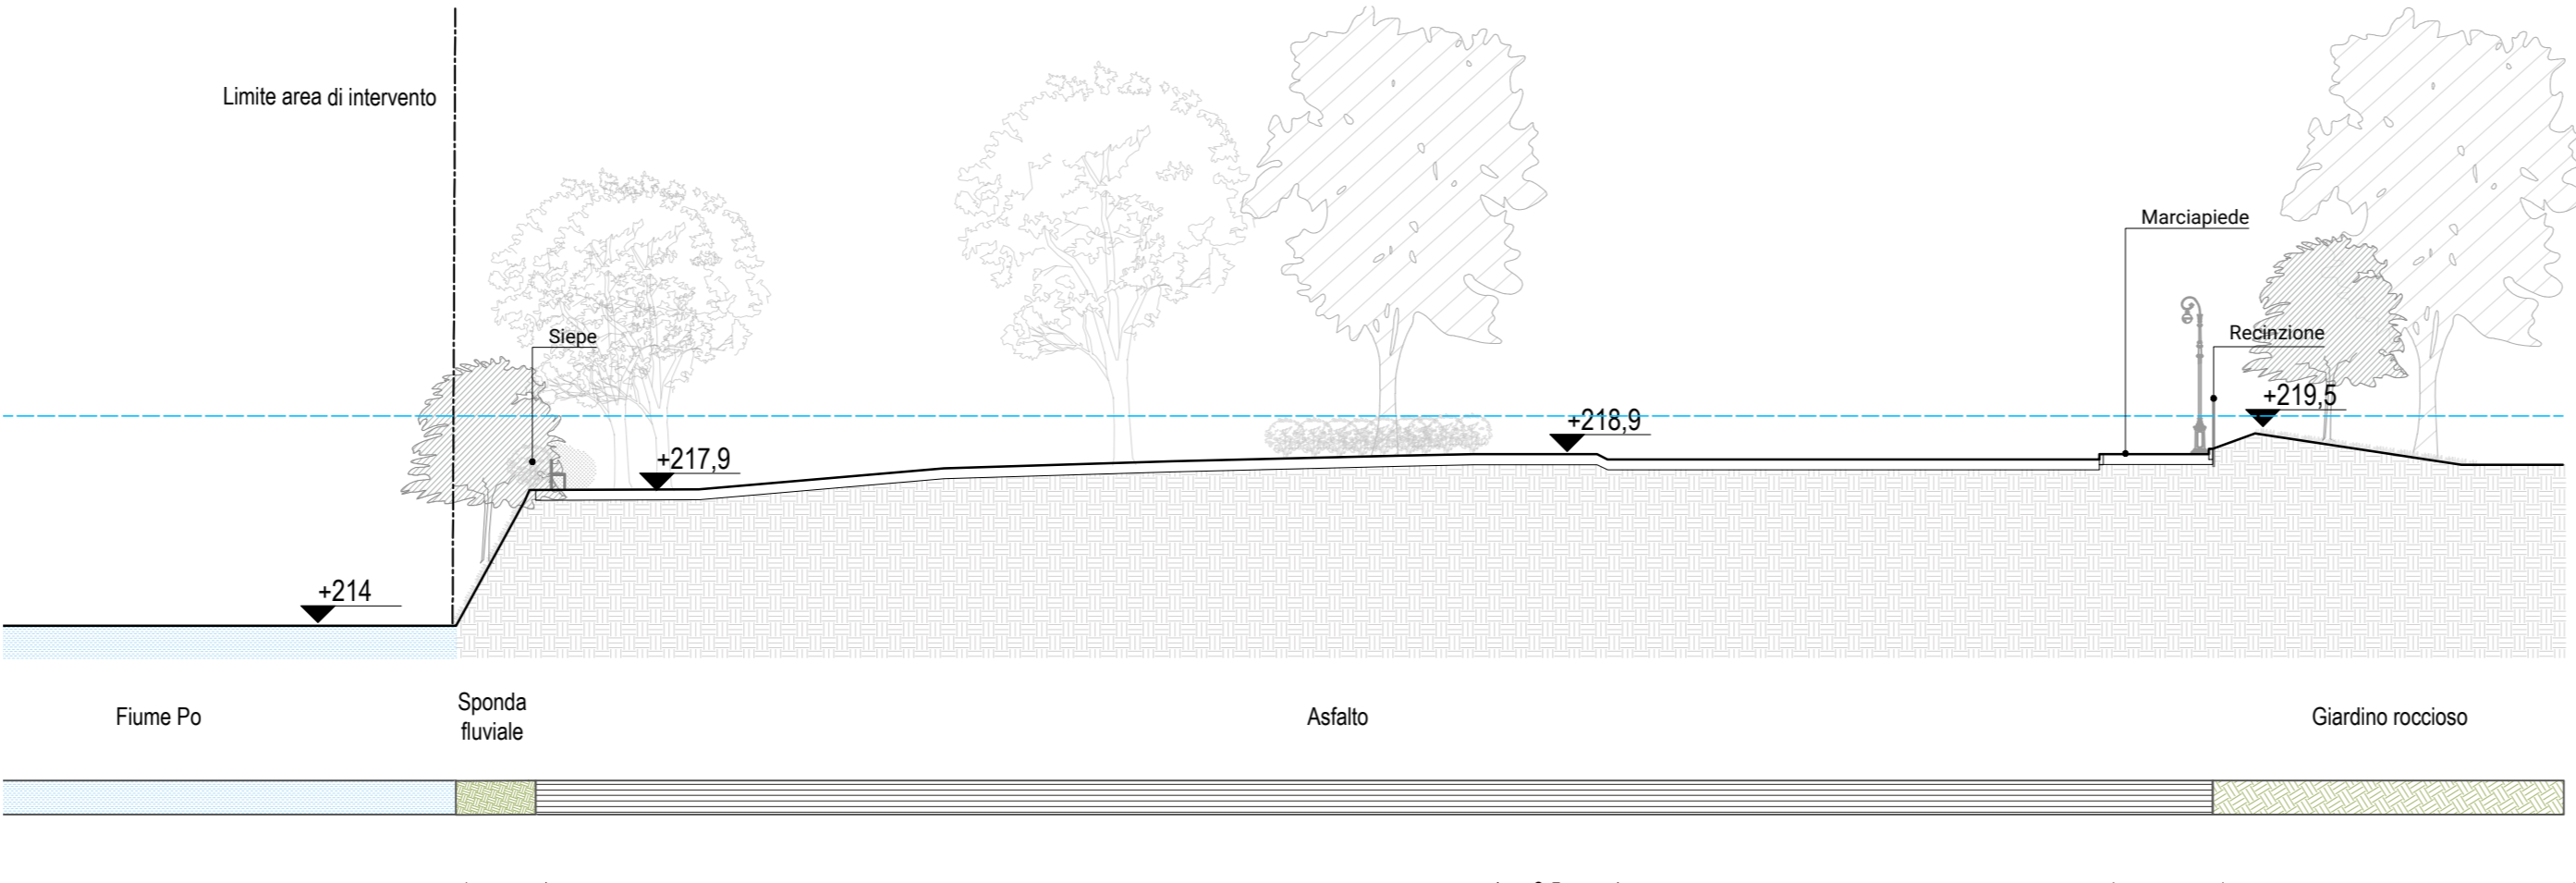 Limite area di intervento
Marciapiede
Siepe
Recinzione
+219,5
+218,9
+217,9
+214
Fiume Po
Sponda
fluviale
Asfalto
Giardino roccioso